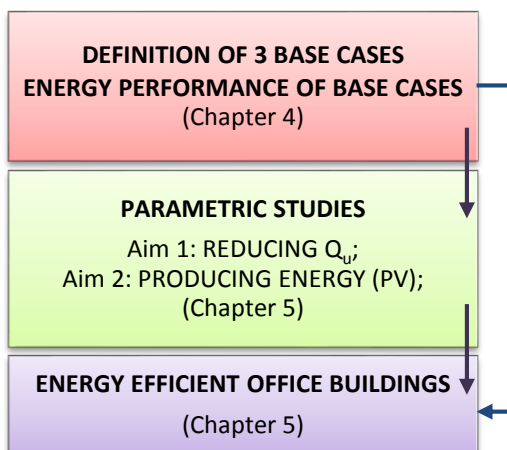 DEFINITION OF 3 BASE CASES
ENERGY PERFORMANCE OF BASE CASES
(Chapter 4)
PARAMETRIC STUDIES
Aim 1: REDUCING Qu;
Aim 2: PRODUCING ENERGY (PV);
(Chapter 5)
ENERGY EFFICIENT OFFICE BUILDINGS
(Chapter 5)